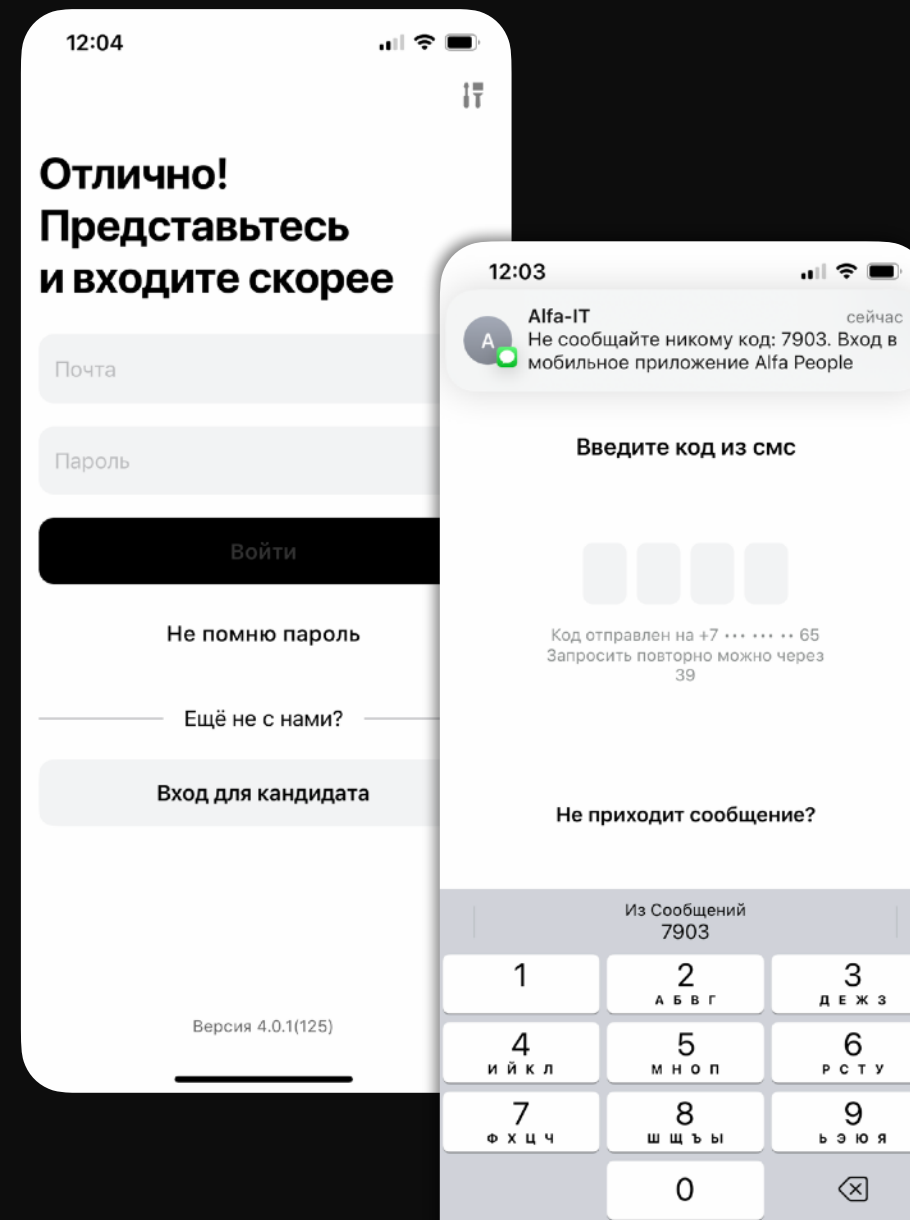 12:04
Отлично!
Представьтесь
и входите скорее
Почта
Пароль
Войти
Не помню пароль
Ещё не с нами?
Вход для кандидата
Версия 4.0.1(125)
12:03
Alfa-IT
сейчас
A
Не сообщайте никому код: 7903. Вход в
мобильное приложение Alfa People
Введите код из смс
Код отправлен на +7 ••• ••• •• 65
Запросить повторно можно через
39
Не приходит сообщение?
Из Сообщений
7903
1 2 3
А Б В Г Д Е Ж З
4 5 6
И Й К Л М Н О П Р С Т У
7 8 9
Ф Х Ц Ч Ш Щ Ъ Ы Ь Э Ю Я
0